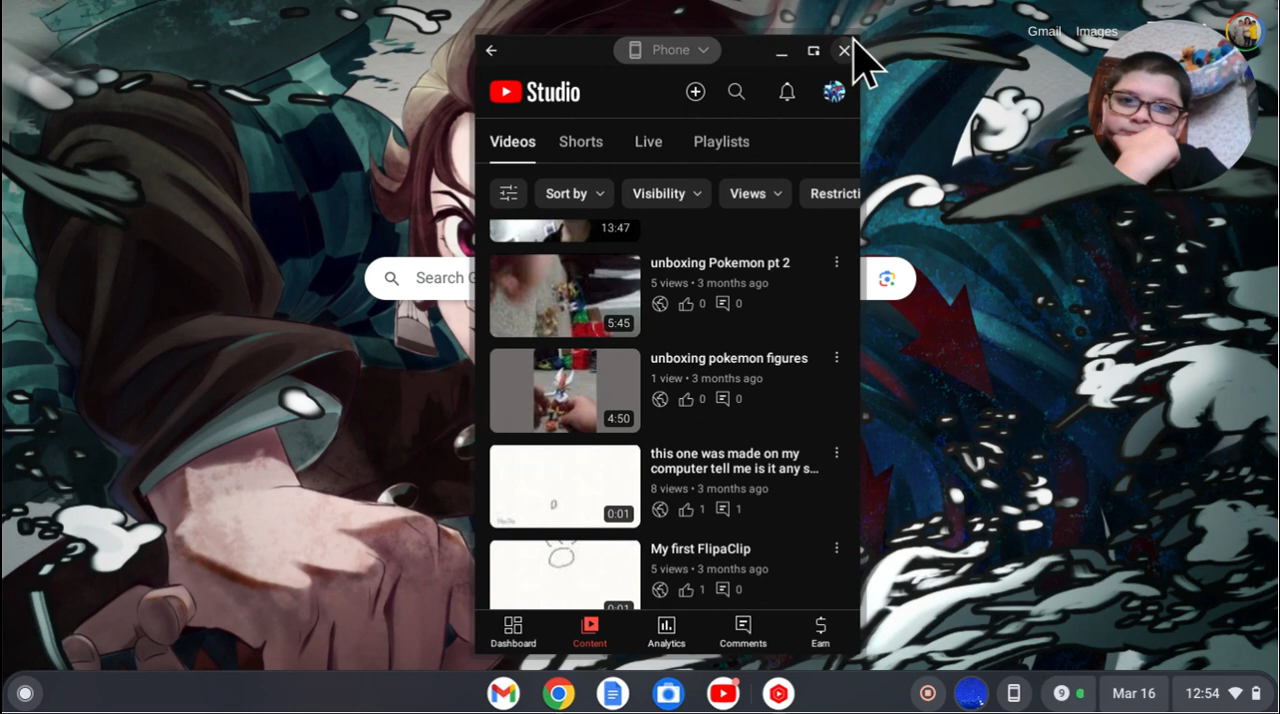 Gmail Images
Phone
Studio
Videos Shorts Live Playlists
Sort by Visibility Views Restricti
13:47
Search G
unboxing Pokemon pt 2
5 views • 3 months ago
0 0
5:45
unboxing pokemon figures
1 view • 3 months ago
0 0
4:50
this one was made on my
computer tell me is it any s...
8 views • 3 months ago
1 1
0:01
My first FlipaClip
5 views • 3 months ago
1 0
0:01
Dashboard Content Analytics Comments Earn
9 Mar 16 12:54